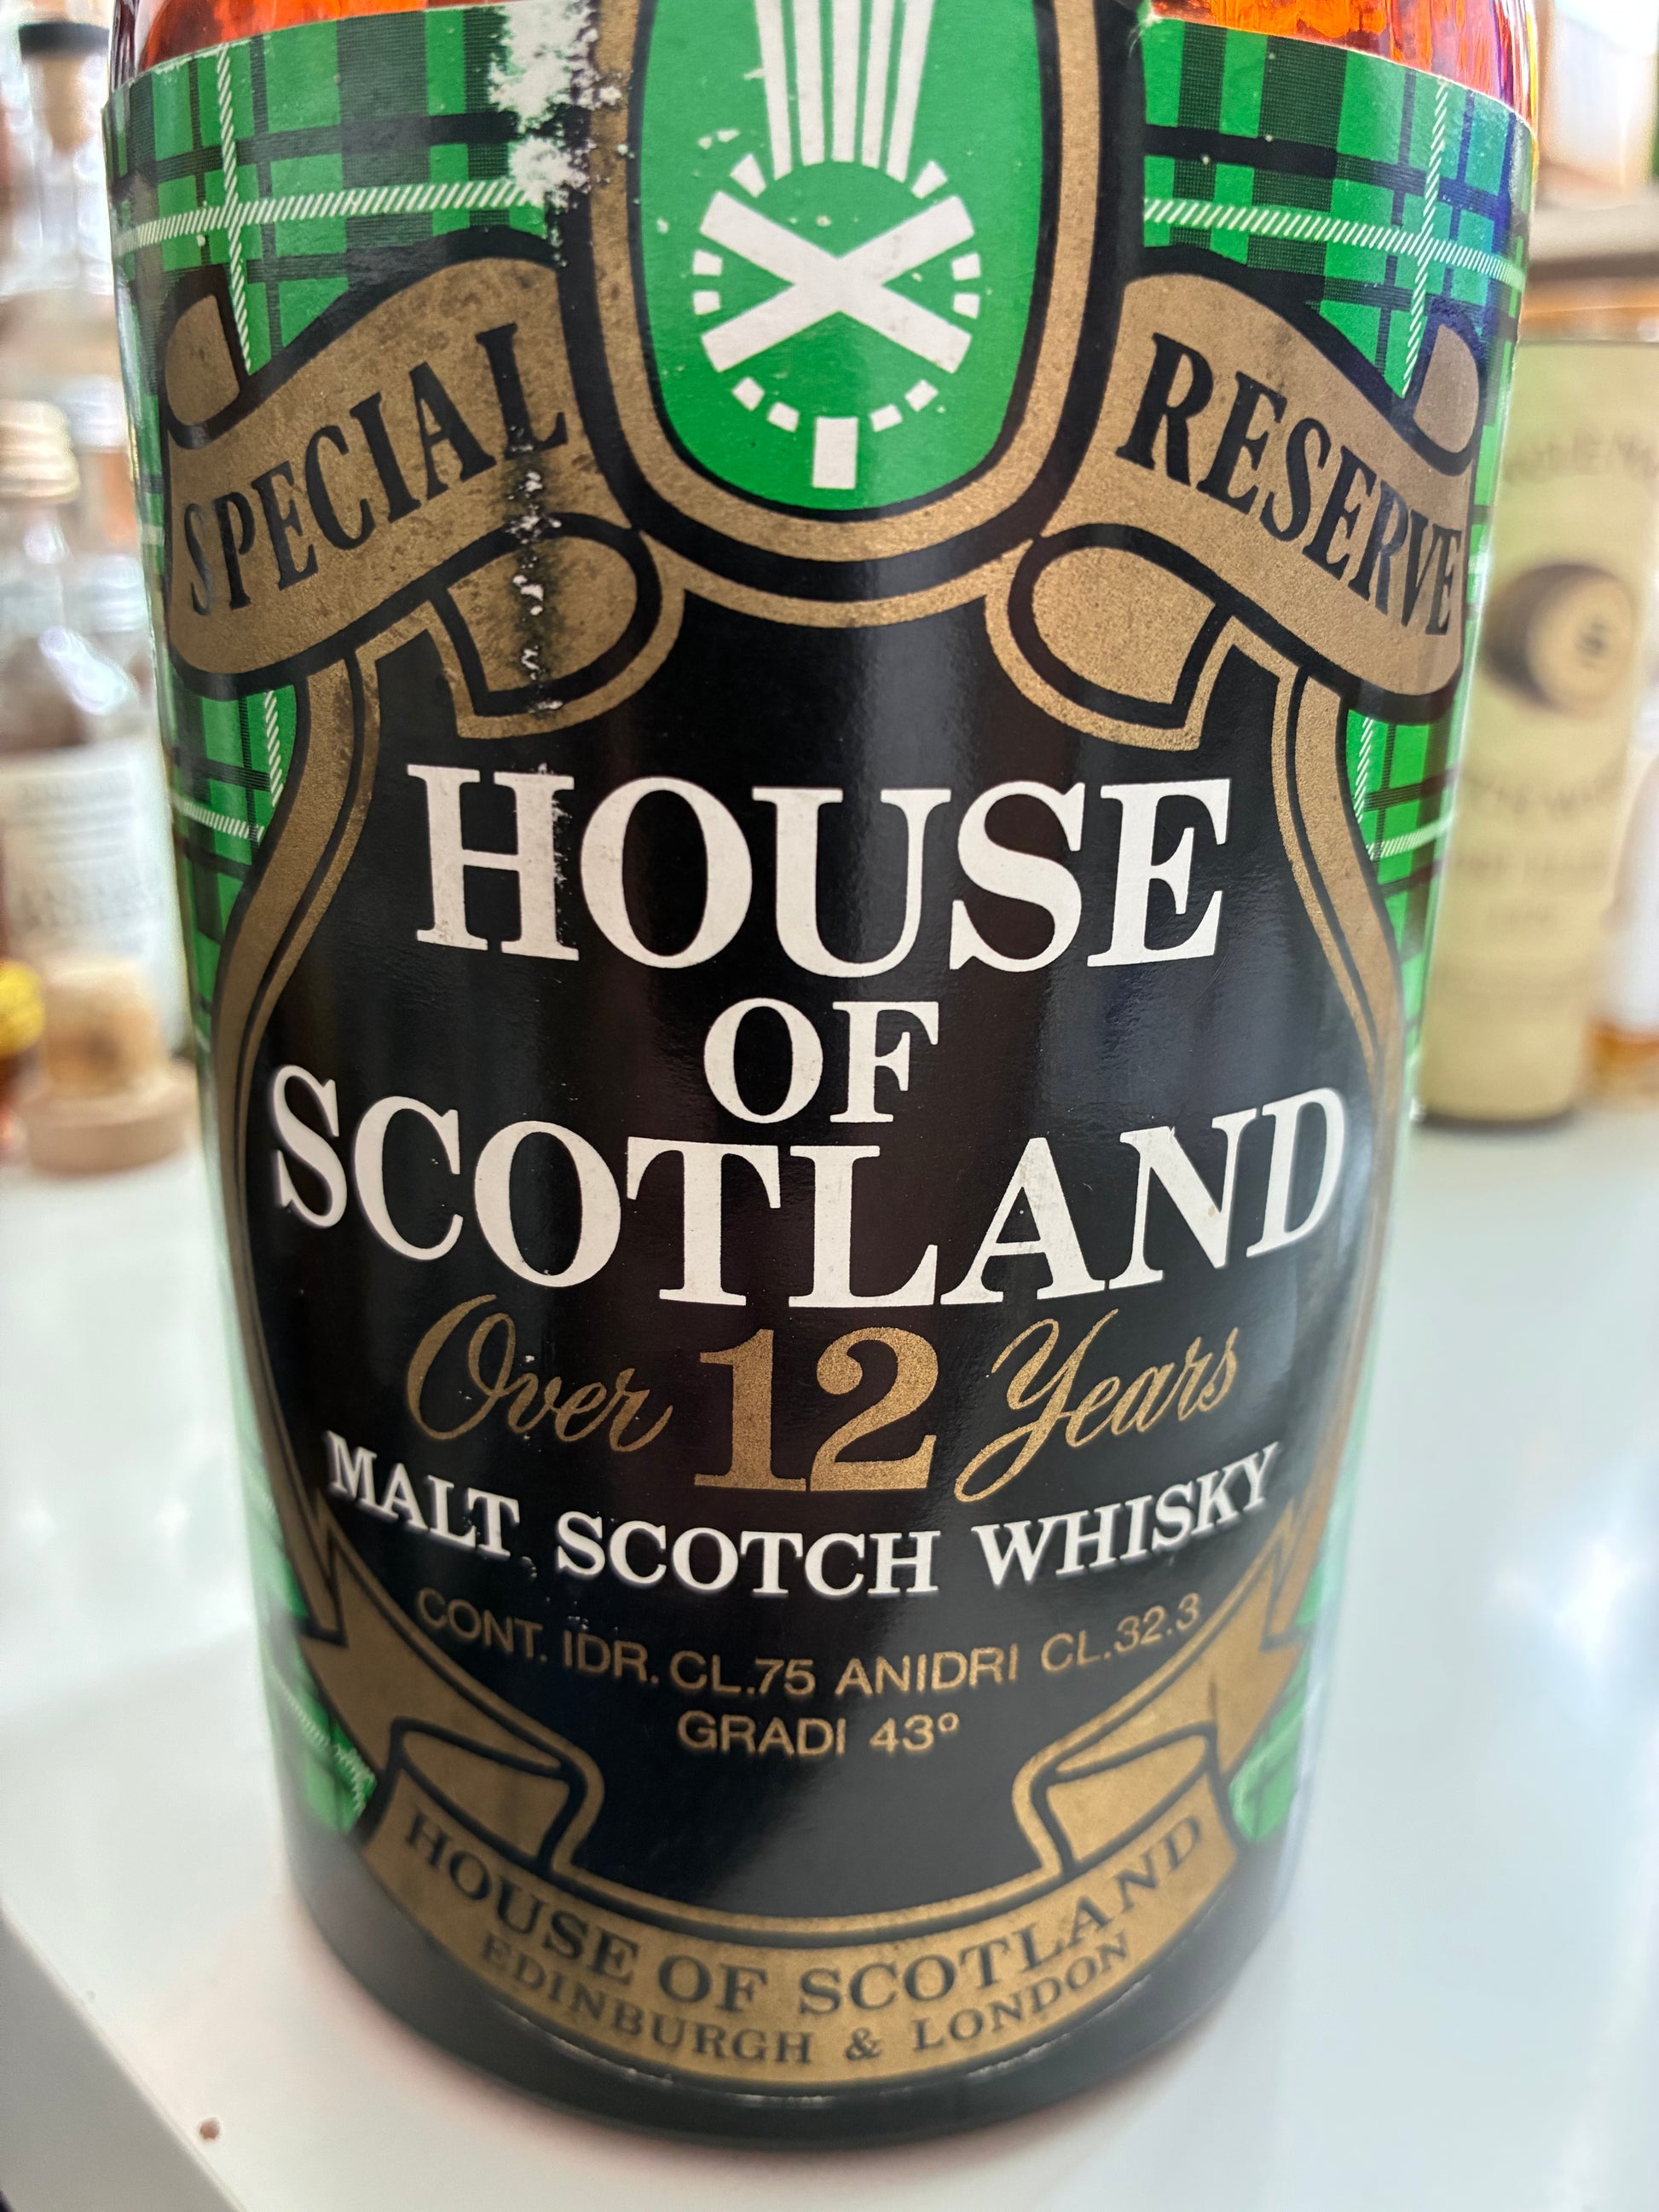 SPECIAL RESERVE
HOUSE
OF
SCOTLAND
Over 12 Years
MALT SCOTCH WHISKY
CONT. IDR. CL.75 ANIDRI CL.32.3
GRADI 43º
HOUSE OF SCOTLAND
EDINBURGH & LONDON